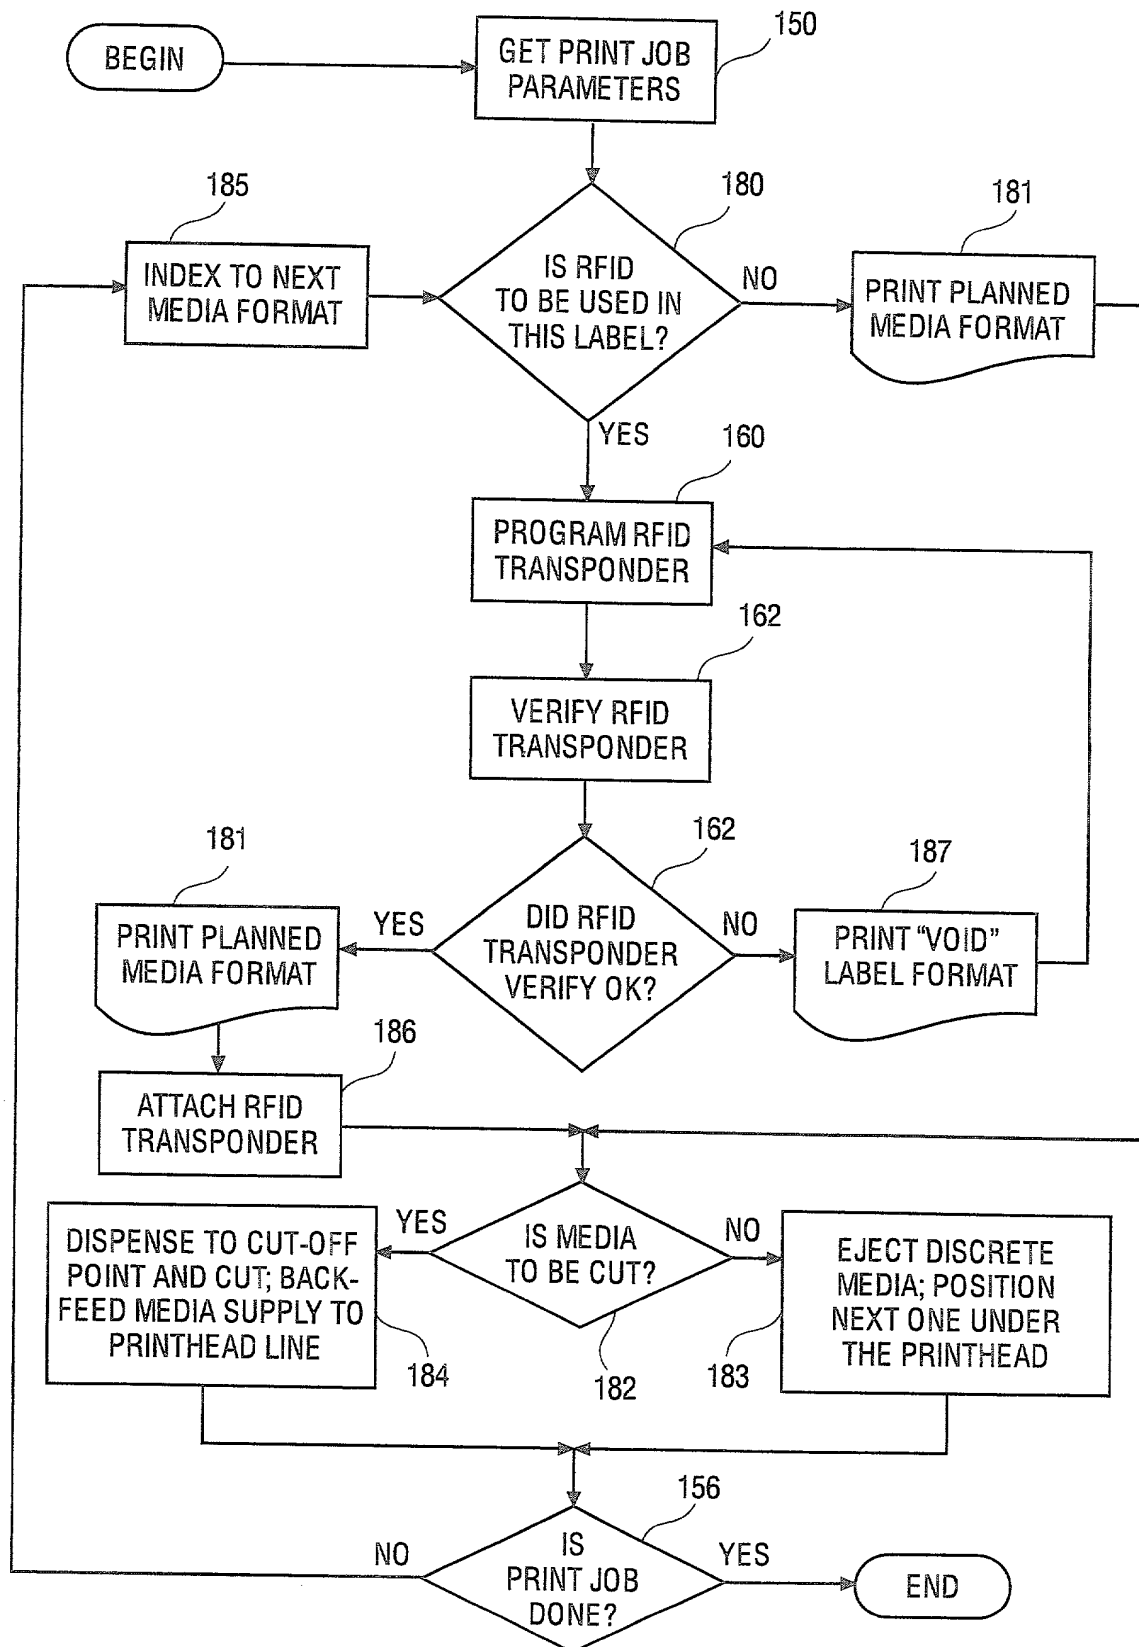 BEGIN
GET PRINT JOB
PARAMETERS
150
185
INDEX TO NEXT
MEDIA FORMAT
180
IS RFID
TO BE USED IN
THIS LABEL?
NO
181
PRINT PLANNED
MEDIA FORMAT
YES
160
PROGRAM RFID
TRANSPONDER
162
VERIFY RFID
TRANSPONDER
181
PRINT PLANNED
MEDIA FORMAT
YES
162
DID RFID
TRANSPONDER
VERIFY OK?
NO
187
PRINT "VOID"
LABEL FORMAT
186
ATTACH RFID
TRANSPONDER
DISPENSE TO CUT-OFF
POINT AND CUT; BACK-
FEED MEDIA SUPPLY TO
PRINTHEAD LINE
184
YES
IS MEDIA
TO BE CUT?
182
NO
EJECT DISCRETE
MEDIA; POSITION
NEXT ONE UNDER
THE PRINTHEAD
183
156
NO
IS
PRINT JOB
DONE?
YES
END